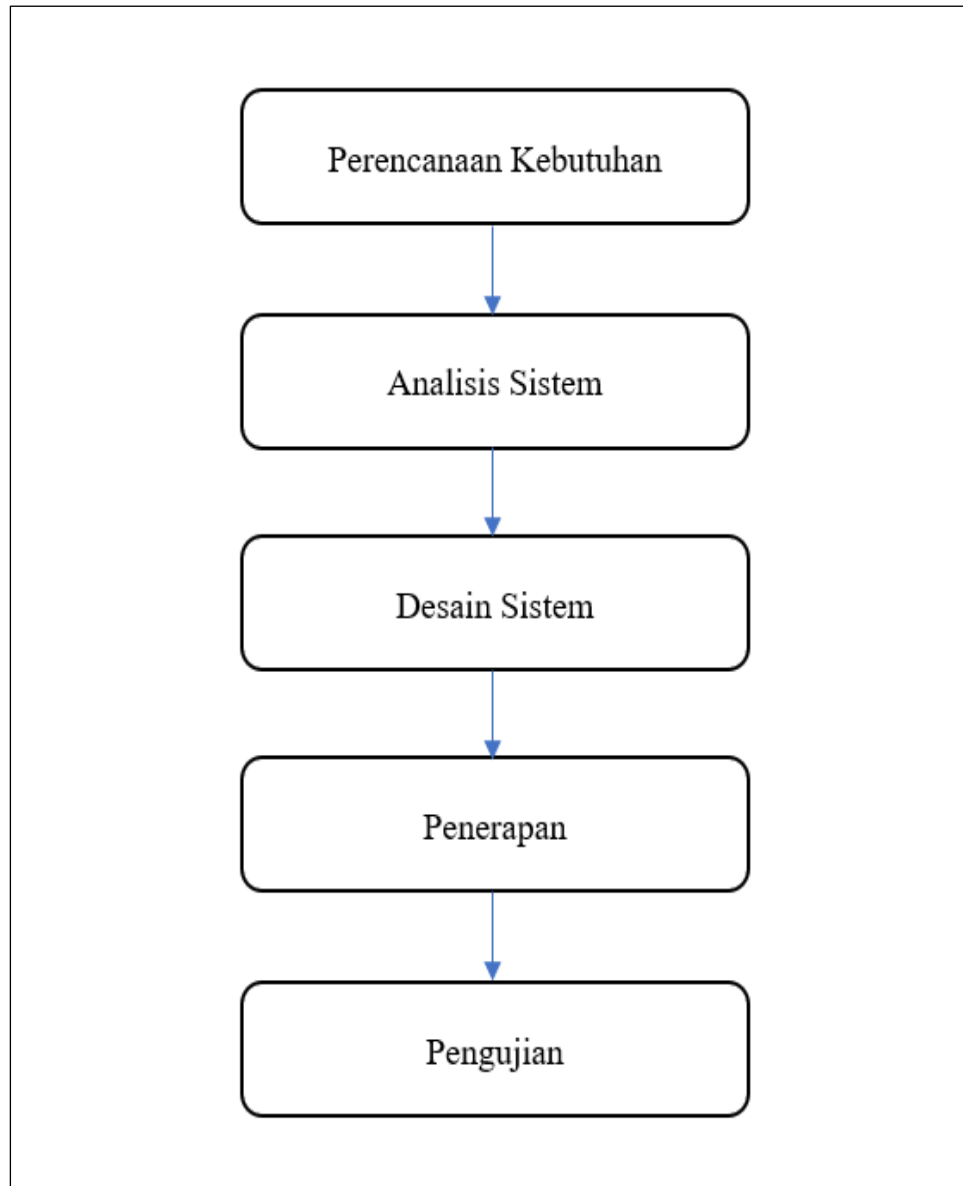 Perencanaan Kebutuhan
Analisis Sistem
Desain Sistem
Penerapan
Pengujian